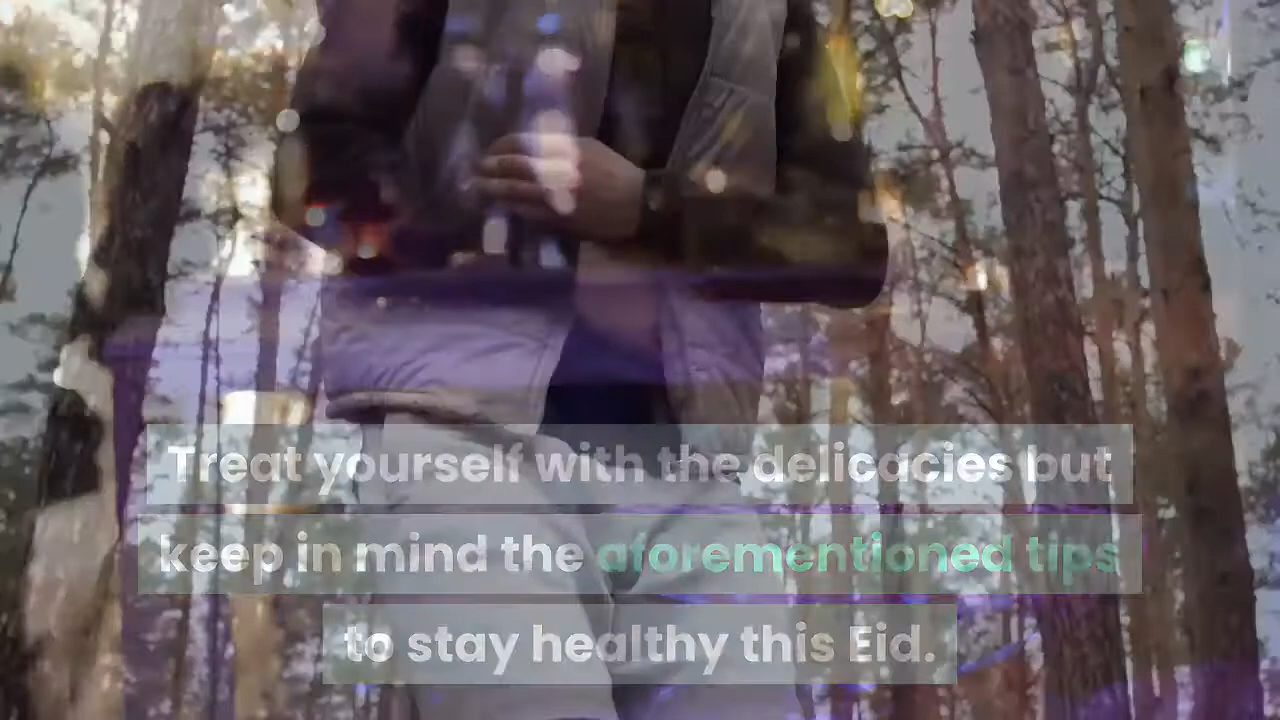 Treat yourself with the delicacies but
keep in mind the aforementioned tips
to stay healthy this Eid.